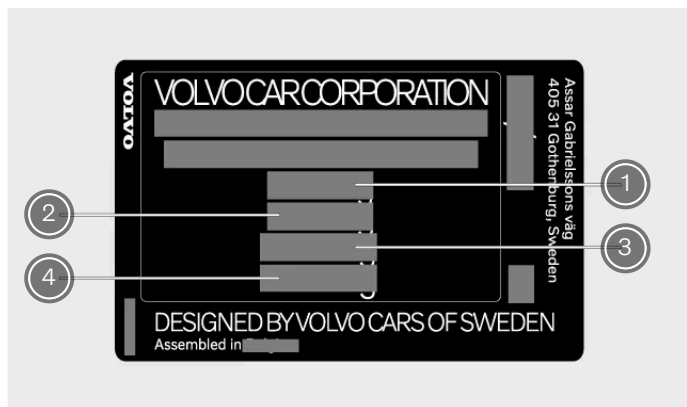 VOLVO
VOLVO CAR CORPORATION
Assar Gabrielssons väg
405 31 Gothenburg, Sweden
1
2
3
4
DESIGNED BY VOLVO CARS OF SWEDEN
Assembled in